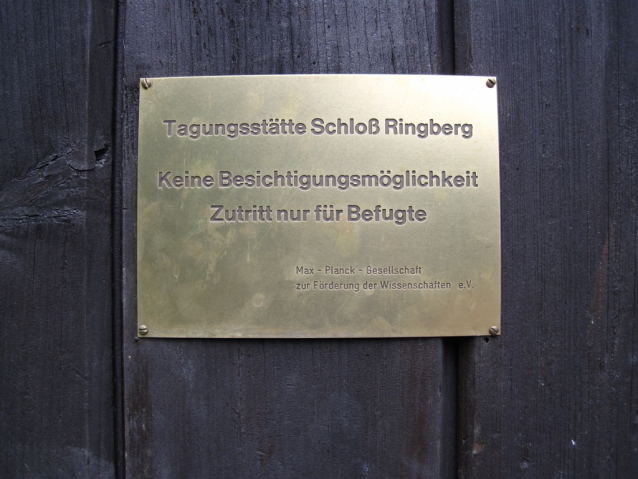 Tagungsstätte Schloß Ringberg
Keine Besichtigungsmöglichkeit
Zutritt nur für Befugte
Max - Planck - Gesellschaft
zur Förderung der Wissenschaften e.V.